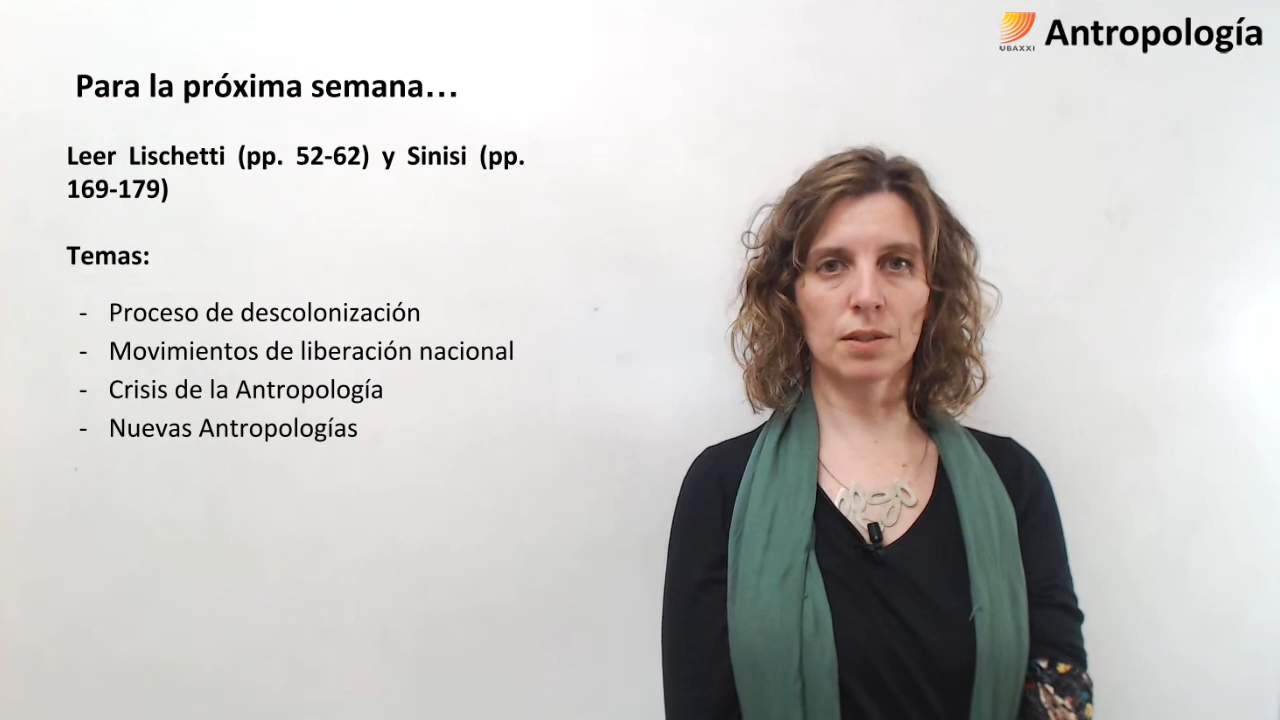 UBAXXI
Antropología
Para la próxima semana...
Leer Lischetti (pp. 52-62) y Sinisi (pp.
169-179)
Temas:
- Proceso de descolonización
- Movimientos de liberación nacional
- Crisis de la Antropología
- Nuevas Antropologías